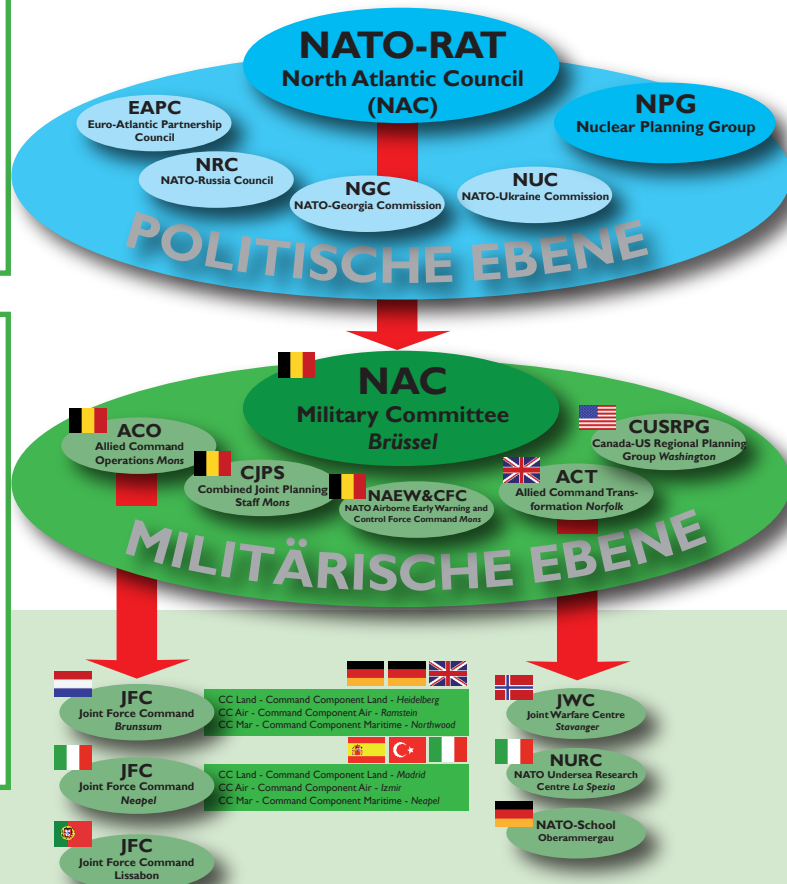 NATO-RAT
North Atlantic Council
(NAC)
EAPC
Euro-Atlantic Partnership
Council
NPG
Nuclear Planning Group
NRC
NATO-Russia Council
NGC
NATO-Georgia Commission
NUC
NATO-Ukraine Commission
POLITISCHE EBENE
NAC
Military Committee
Brüssel
ACO
Allied Command
Operations Mons
CJPS
Combined Joint Planning
Staff Mons
NAEW&CFC
NATO Airborne Early Warning and
Control Force Command Mons
ACT
Allied Command Trans-
formation Norfolk
CUSRPG
Canada-US Regional Planning
Group Washington
MILITÄRISCHE EBENE
JFC
Joint Force Command
Brunssum
CC Land - Command Component Land - Heidelberg
CC Air - Command Component Air - Ramstein
CC Mar - Command Component Maritime - Northwood
JFC
Joint Force Command
Neapel
CC Land - Command Component Land - Madrid
CC Air - Command Component Air - Izmir
CC Mar - Command Component Maritime - Neapel
JFC
Joint Force Command
Lissabon
JWC
Joint Warfare Centre
Stavanger
NURC
NATO Undersea Research
Centre La Spezia
NATO-School
Oberammergau